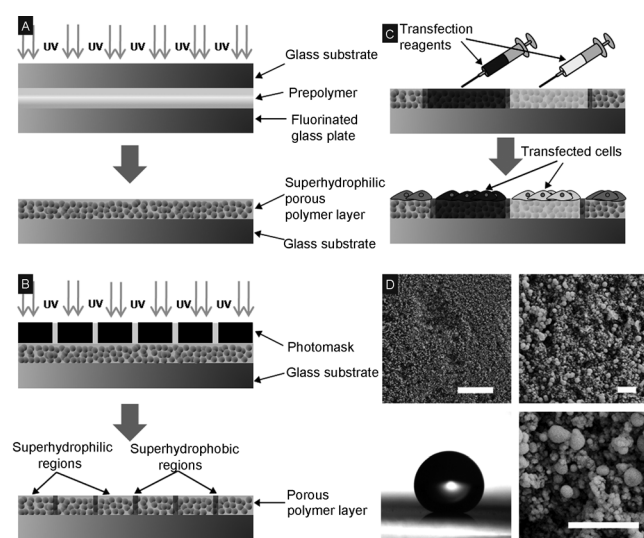 A
UV UV UV UV UV
Glass substrate
Prepolymer
Fluorinated
glass plate
Superhydrophilic
porous
polymer layer
Glass substrate
B
UV UV UV UV UV
Photomask
Glass substrate
Superhydrophilic
regions
Superhydrophobic
regions
Porous
polymer layer
C
Transfection
reagents
Transfected cells
D